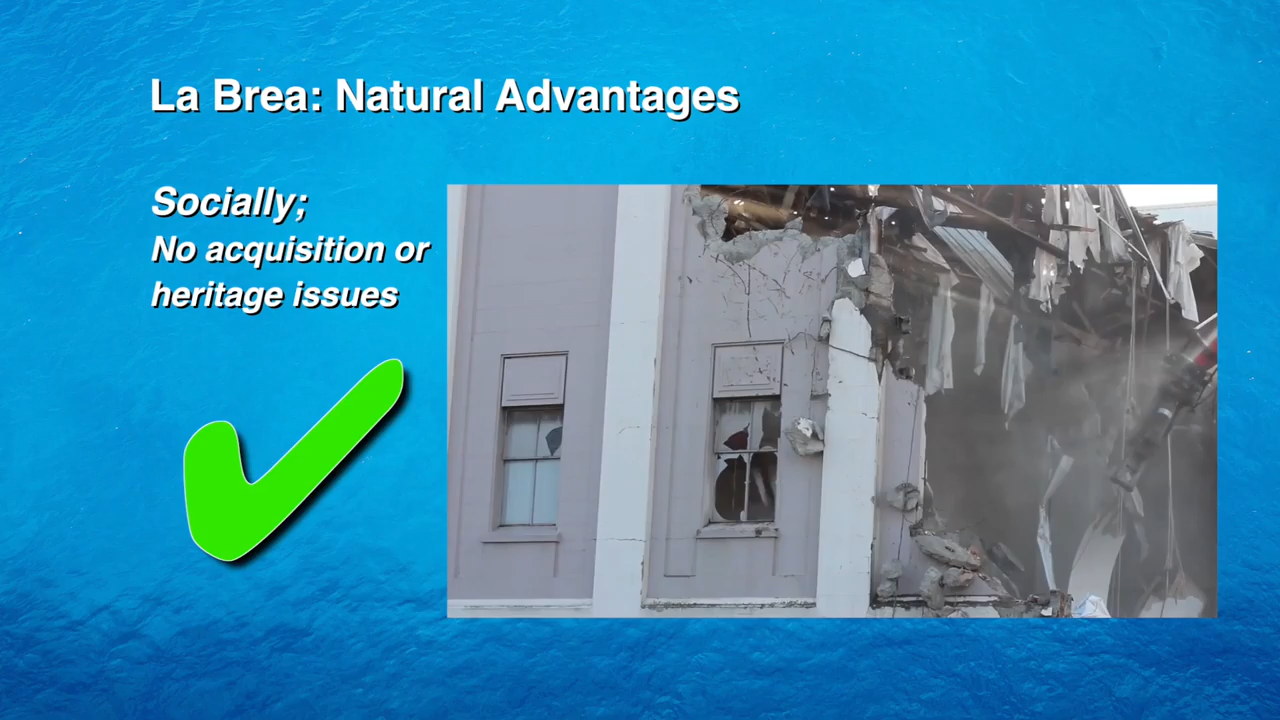 La Brea: Natural Advantages
Socially;
No acquisition or
heritage issues